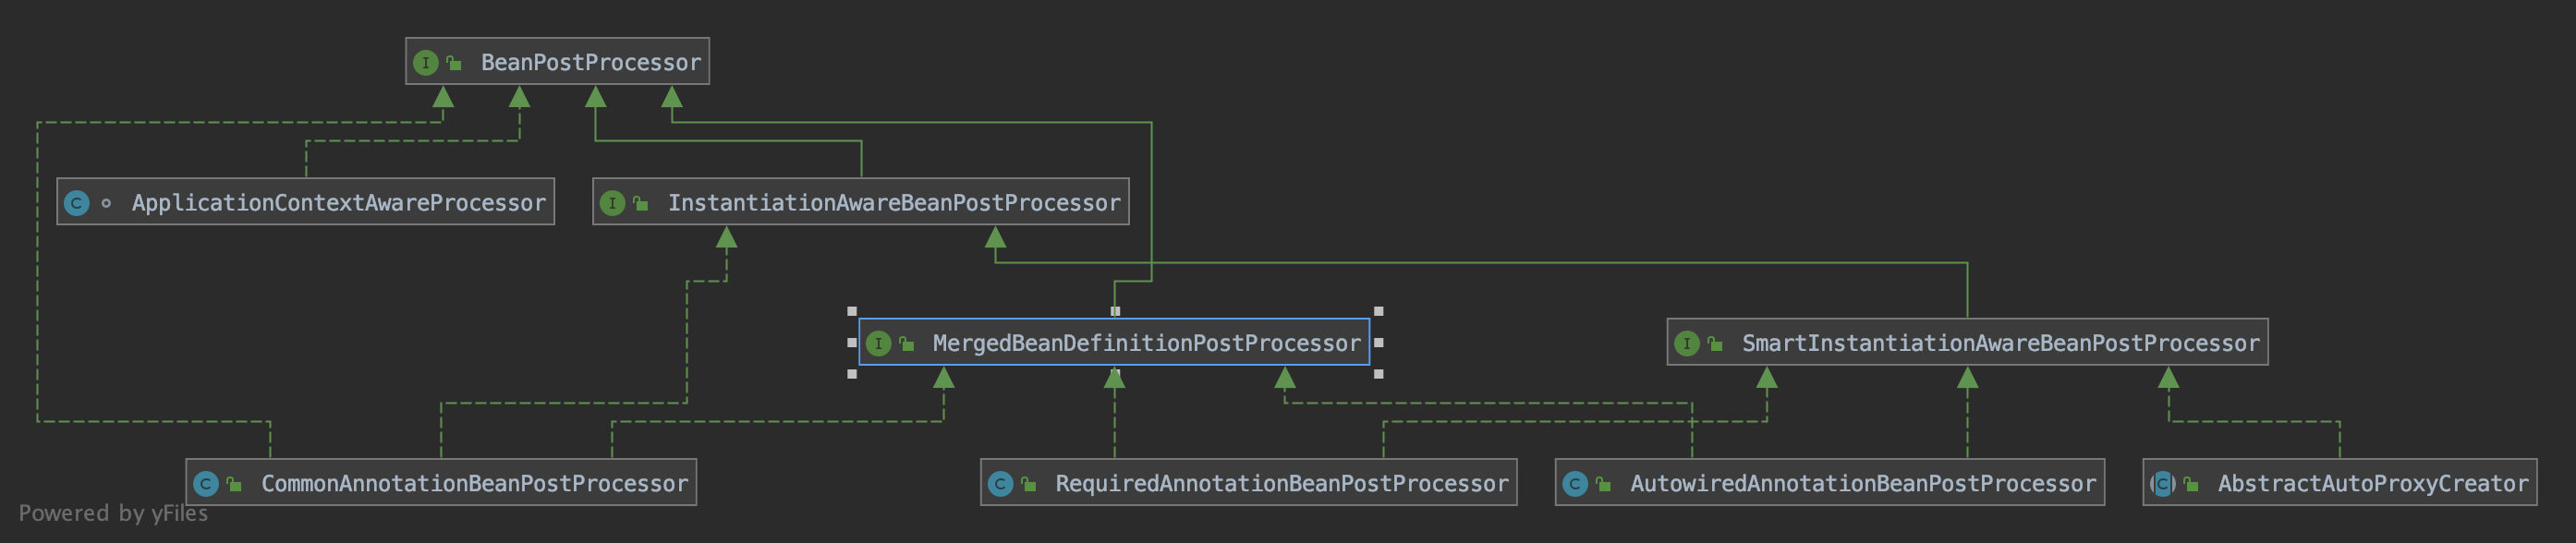 I BeanPostProcessor
C ApplicationContextAwareProcessor
I InstantiationAwareBeanPostProcessor
I MergedBeanDefinitionPostProcessor
I SmartInstantiationAwareBeanPostProcessor
C CommonAnnotationBeanPostProcessor
C RequiredAnnotationBeanPostProcessor
C AutowiredAnnotationBeanPostProcessor
C AbstractAutoProxyCreator
Powered by yFiles